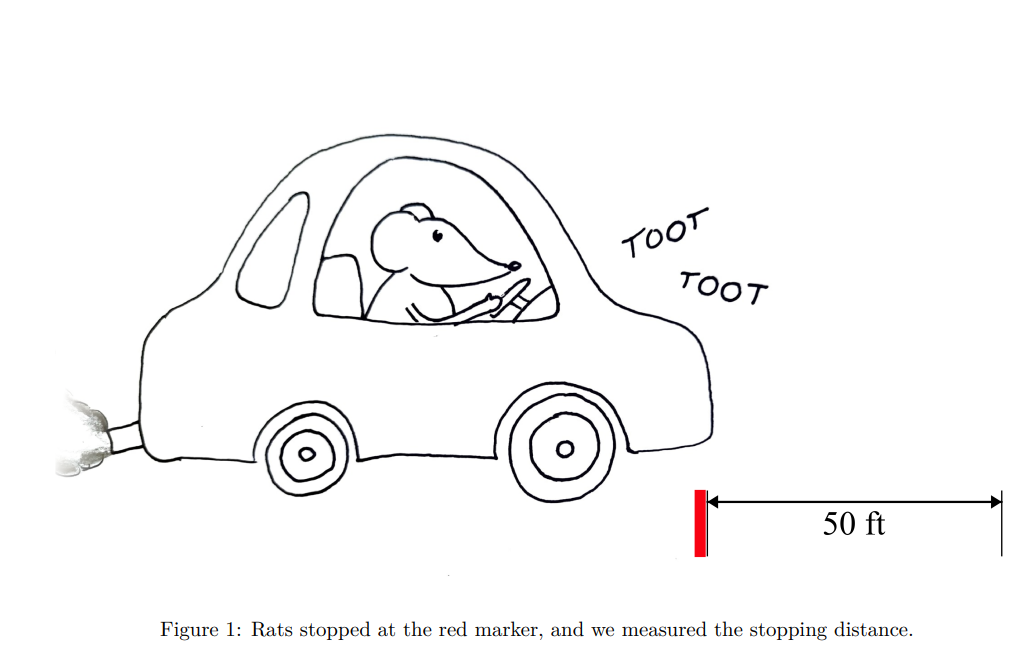 TOOT
TOOT
50 ft
Figure 1: Rats stopped at the red marker, and we measured the stopping distance.